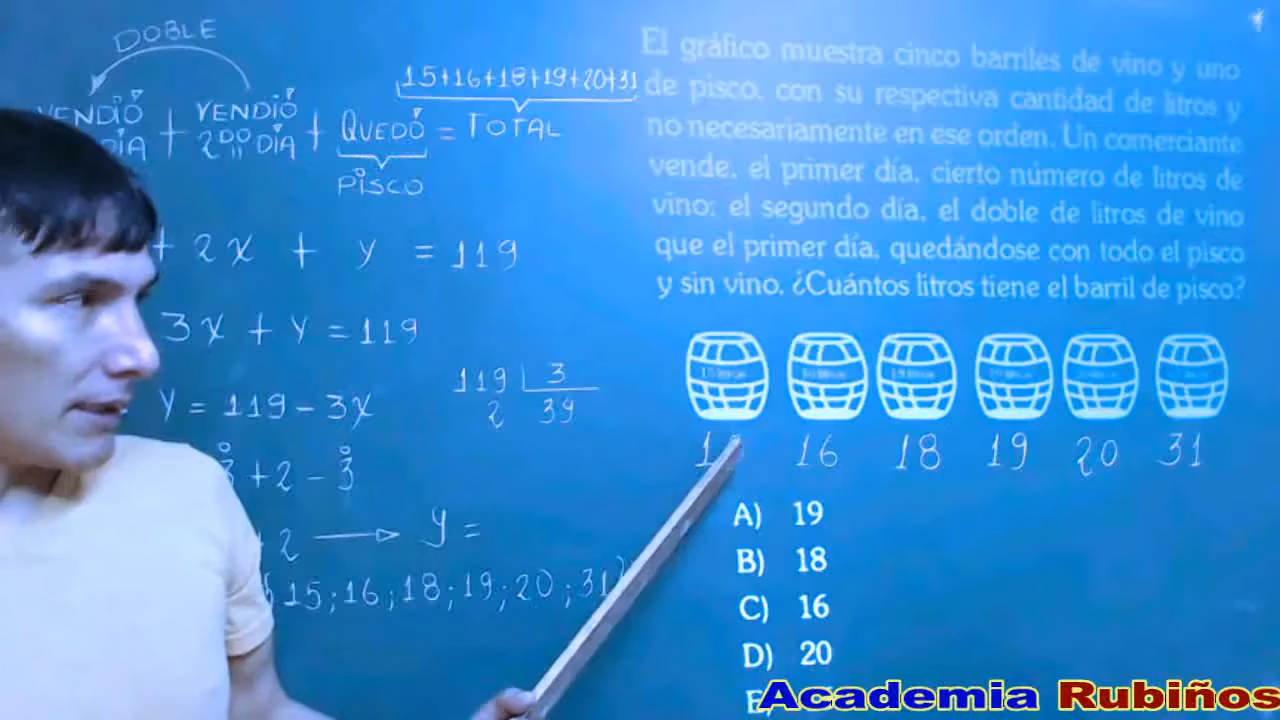 DOBLE
VENDIÓ + VENDIÓ + QUEDÓ = TOTAL
DÍA 2DO DÍA
15+16+18+19+20+31
PISCO
+ 2x + y = 119
3x + y = 119
y = 119 - 3x
119 3
2 39
3 + 2 - 3
+ 2 → y =
{15;16;18;19;20;31}
El gráfico muestra cinco barriles de vino y uno
de pisco, con su respectiva cantidad de litros y
no necesariamente en ese orden. Un comerciante
vende, el primer día, cierto número de litros de
vino; el segundo día, el doble de litros de vino
que el primer día, quedándose con todo el pisco
y sin vino. ¿Cuántos litros tiene el barril de pisco?
16 18 19 20 31
A) 19
B) 18
C) 16
D) 20
Academia Rubiños